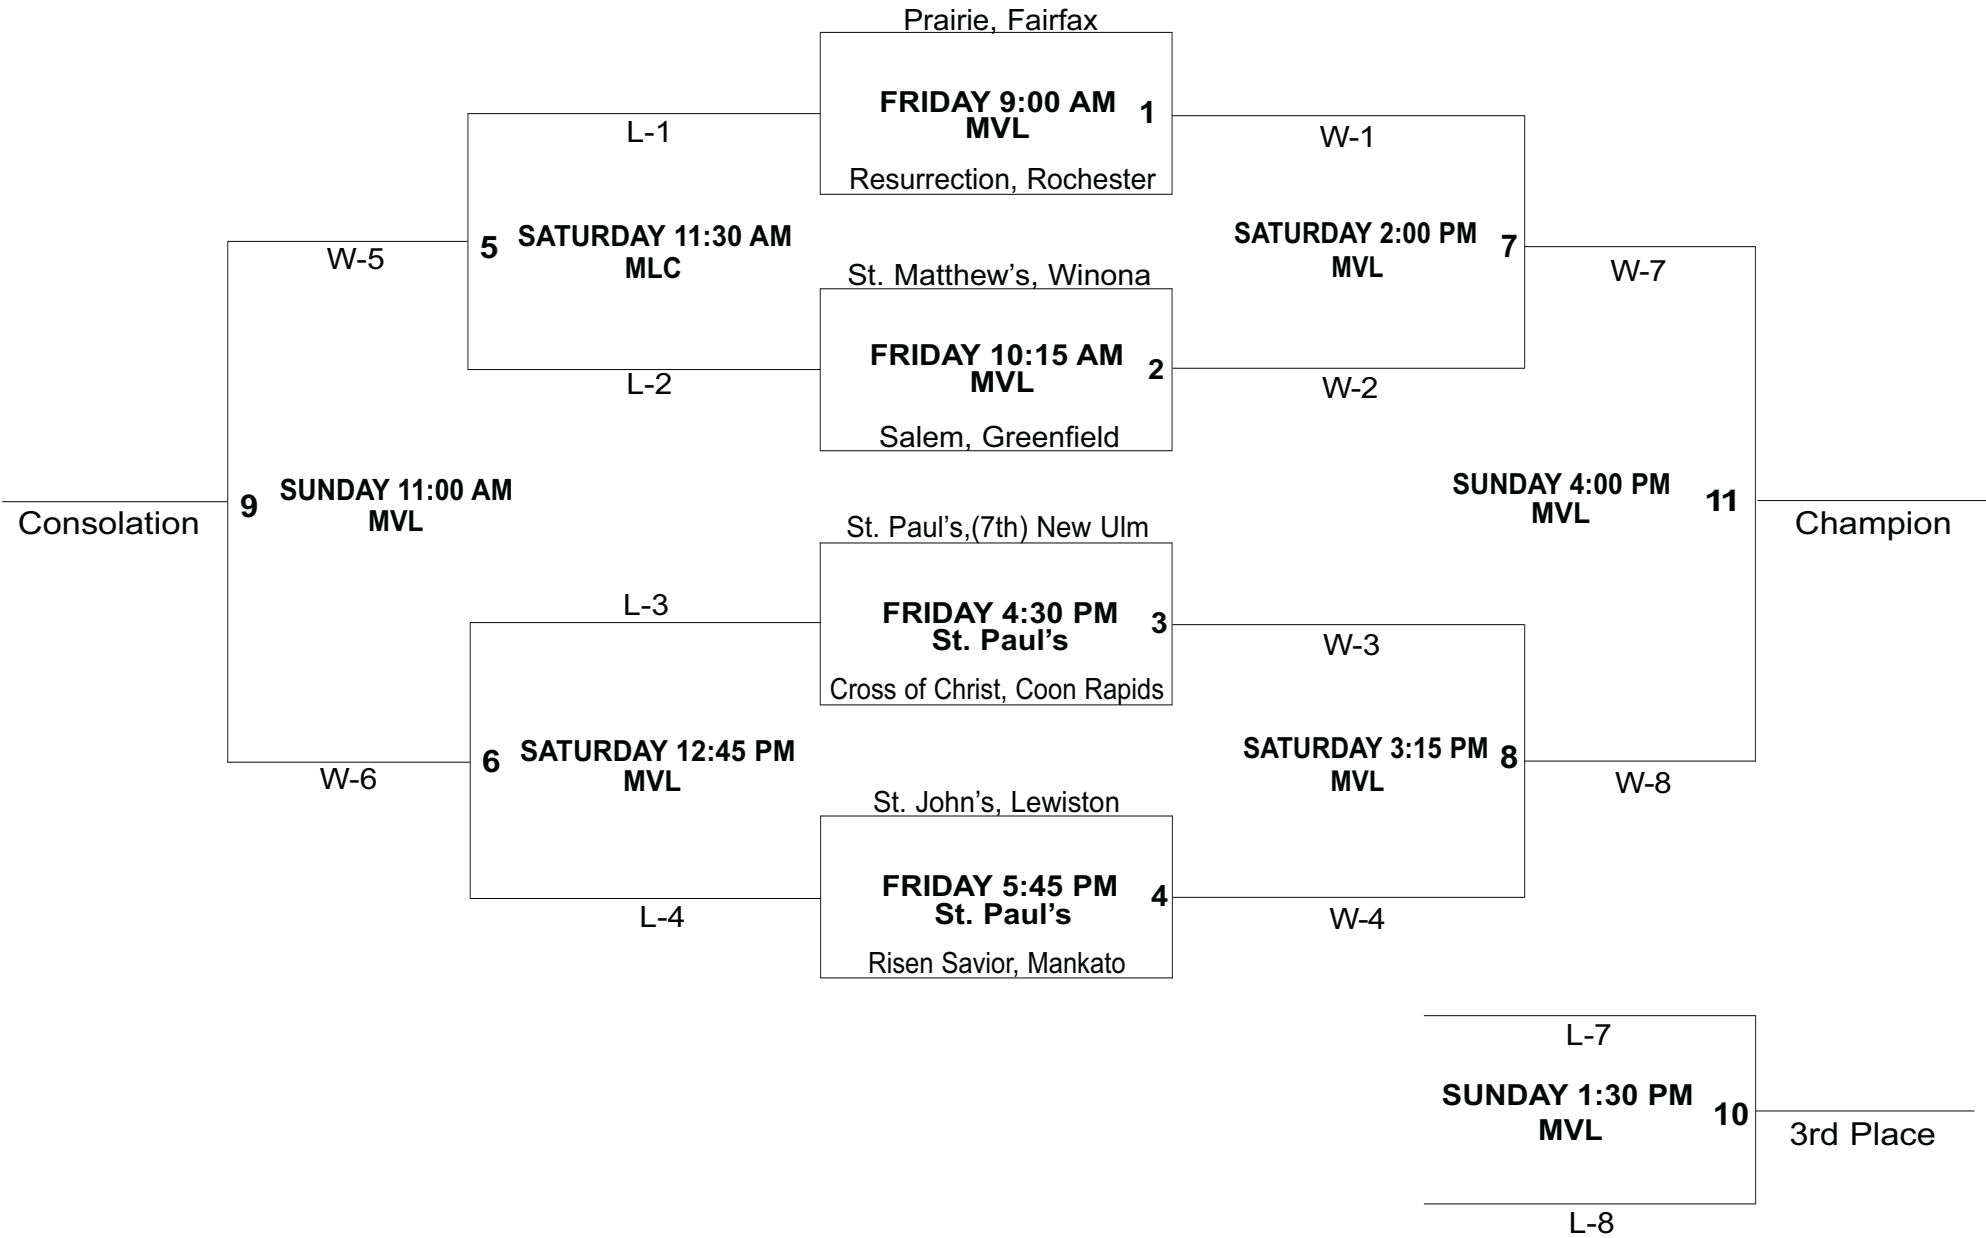 Prairie, Fairfax
FRIDAY 9:00 AM
MVL
1
Resurrection, Rochester
L-1
W-1
SATURDAY 11:30 AM
MLC
5
SATURDAY 2:00 PM
MVL
7
W-5
W-7
St. Matthew's, Winona
FRIDAY 10:15 AM
MVL
2
Salem, Greenfield
L-2
W-2
9
SUNDAY 11:00 AM
MVL
Consolation
SUNDAY 4:00 PM
MVL
11
Champion
St. Paul's,(7th) New Ulm
FRIDAY 4:30 PM
St. Paul's
3
Cross of Christ, Coon Rapids
L-3
W-3
6
SATURDAY 12:45 PM
MVL
SATURDAY 3:15 PM
MVL
8
W-6
W-8
St. John's, Lewiston
FRIDAY 5:45 PM
St. Paul's
4
Risen Savior, Mankato
L-4
W-4
L-7
SUNDAY 1:30 PM
MVL
10
3rd Place
L-8